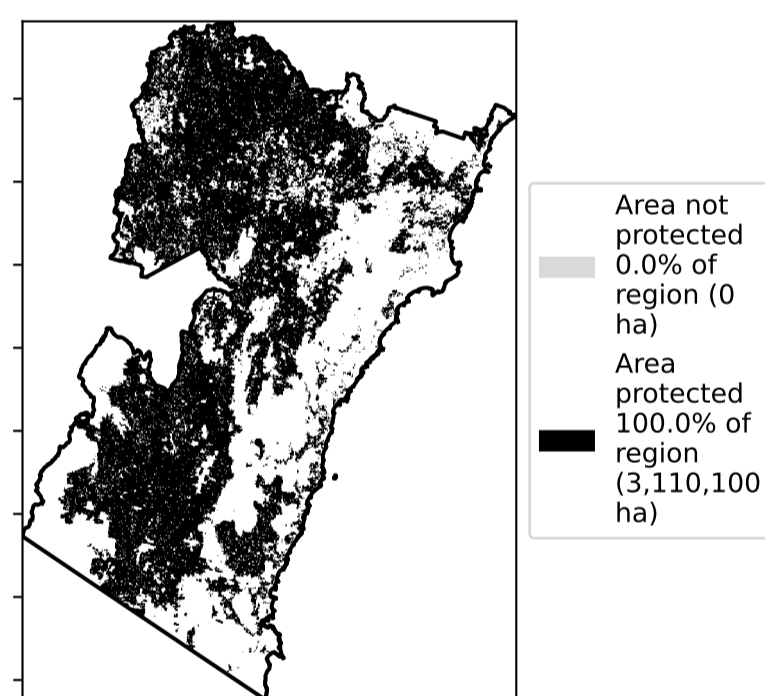 Area not
protected
0.0% of
region (0
ha)
Area
protected
100.0% of
region
(3,110,100
ha)